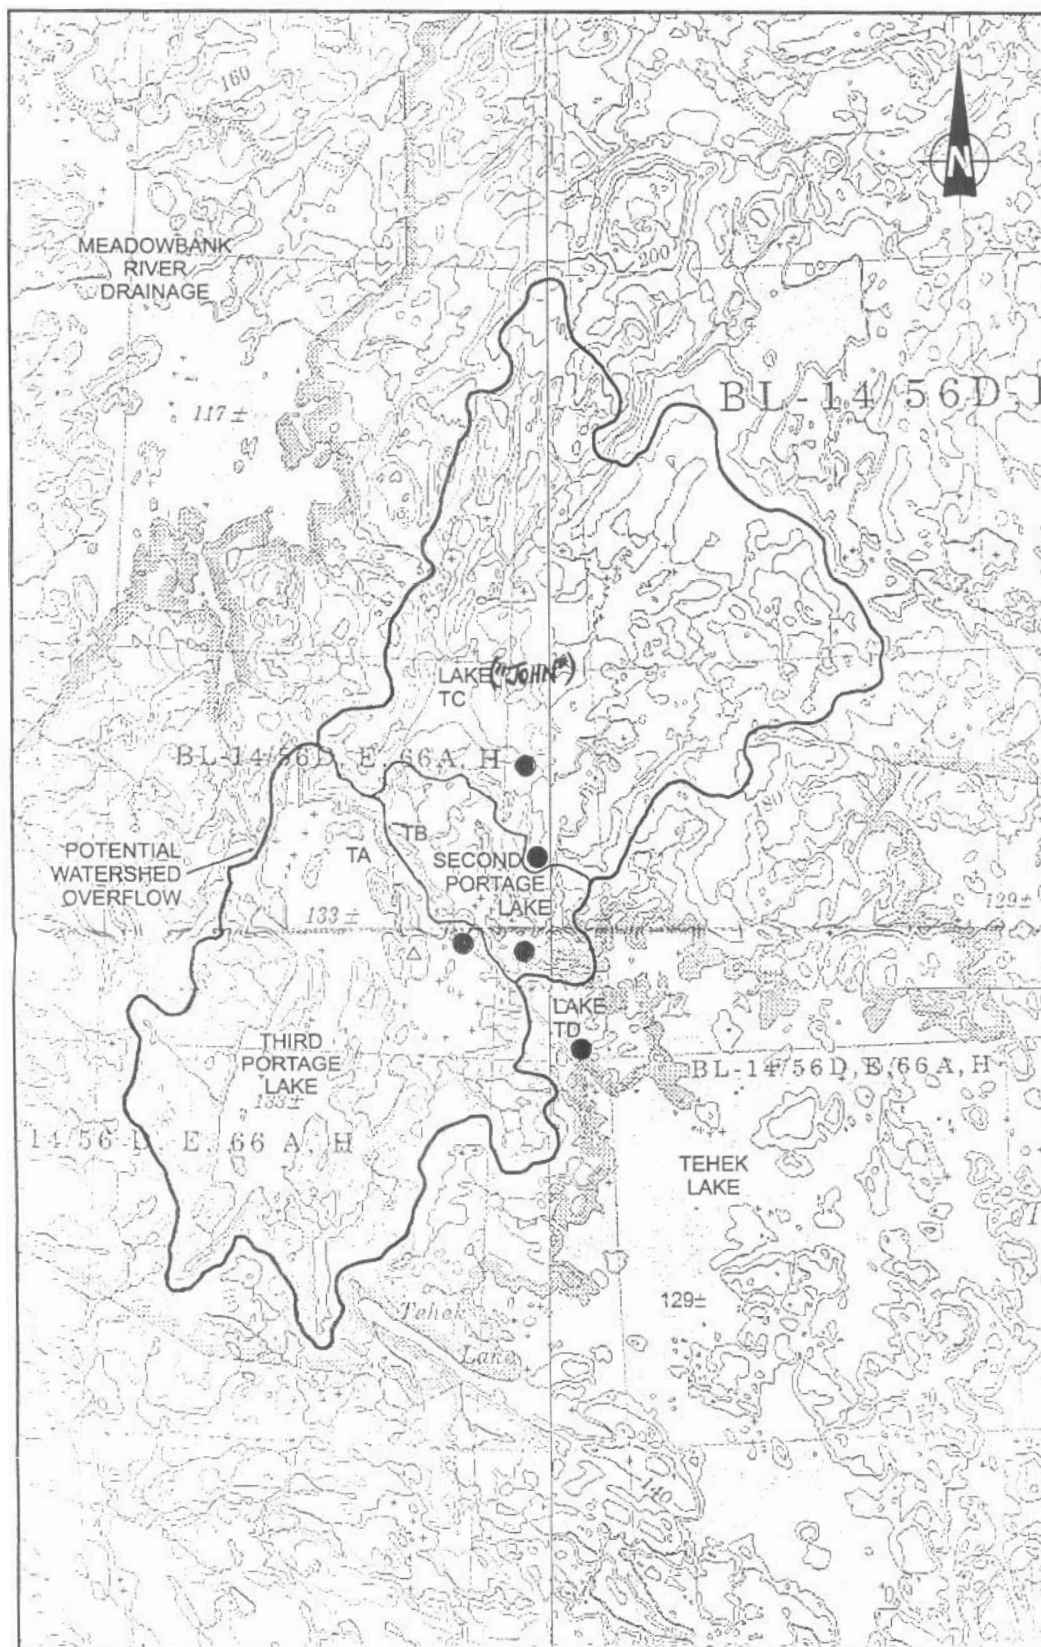 160
N
MEADOWBANK
RIVER
DRAINAGE
200
BL-14/56D,
117±
LAKE ("JOHN")
TC
BL-14/56D, E, 66A, H
TB
TA
POTENTIAL
WATERSHED
OVERFLOW
SECOND
PORTAGE
LAKE
180
133±
129±
LAKE
TD
THIRD
PORTAGE
LAKE
133±
BL-14/56D, E, 66A, H
14/56 D, E, 66 A, H
TEHEK
LAKE
129±
Tehek
Lake
140